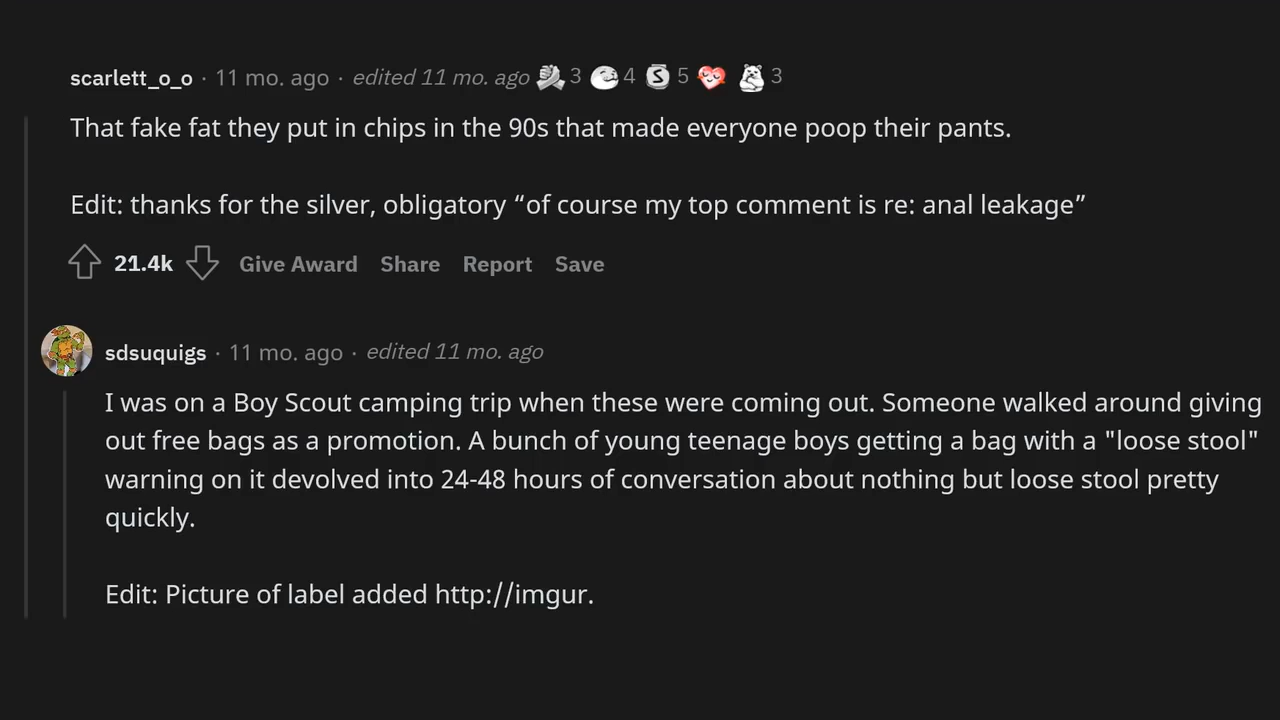 scarlett_o_o · 11 mo. ago · edited 11 mo. ago 3 4 S 5 3
That fake fat they put in chips in the 90s that made everyone poop their pants.
Edit: thanks for the silver, obligatory “of course my top comment is re: anal leakage”
21.4k Give Award Share Report Save
sdsuquigs · 11 mo. ago · edited 11 mo. ago
I was on a Boy Scout camping trip when these were coming out. Someone walked around giving
out free bags as a promotion. A bunch of young teenage boys getting a bag with a "loose stool"
warning on it devolved into 24-48 hours of conversation about nothing but loose stool pretty
quickly.
Edit: Picture of label added http://imgur.